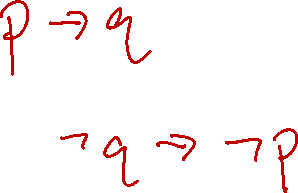 p → q
¬q → ¬p